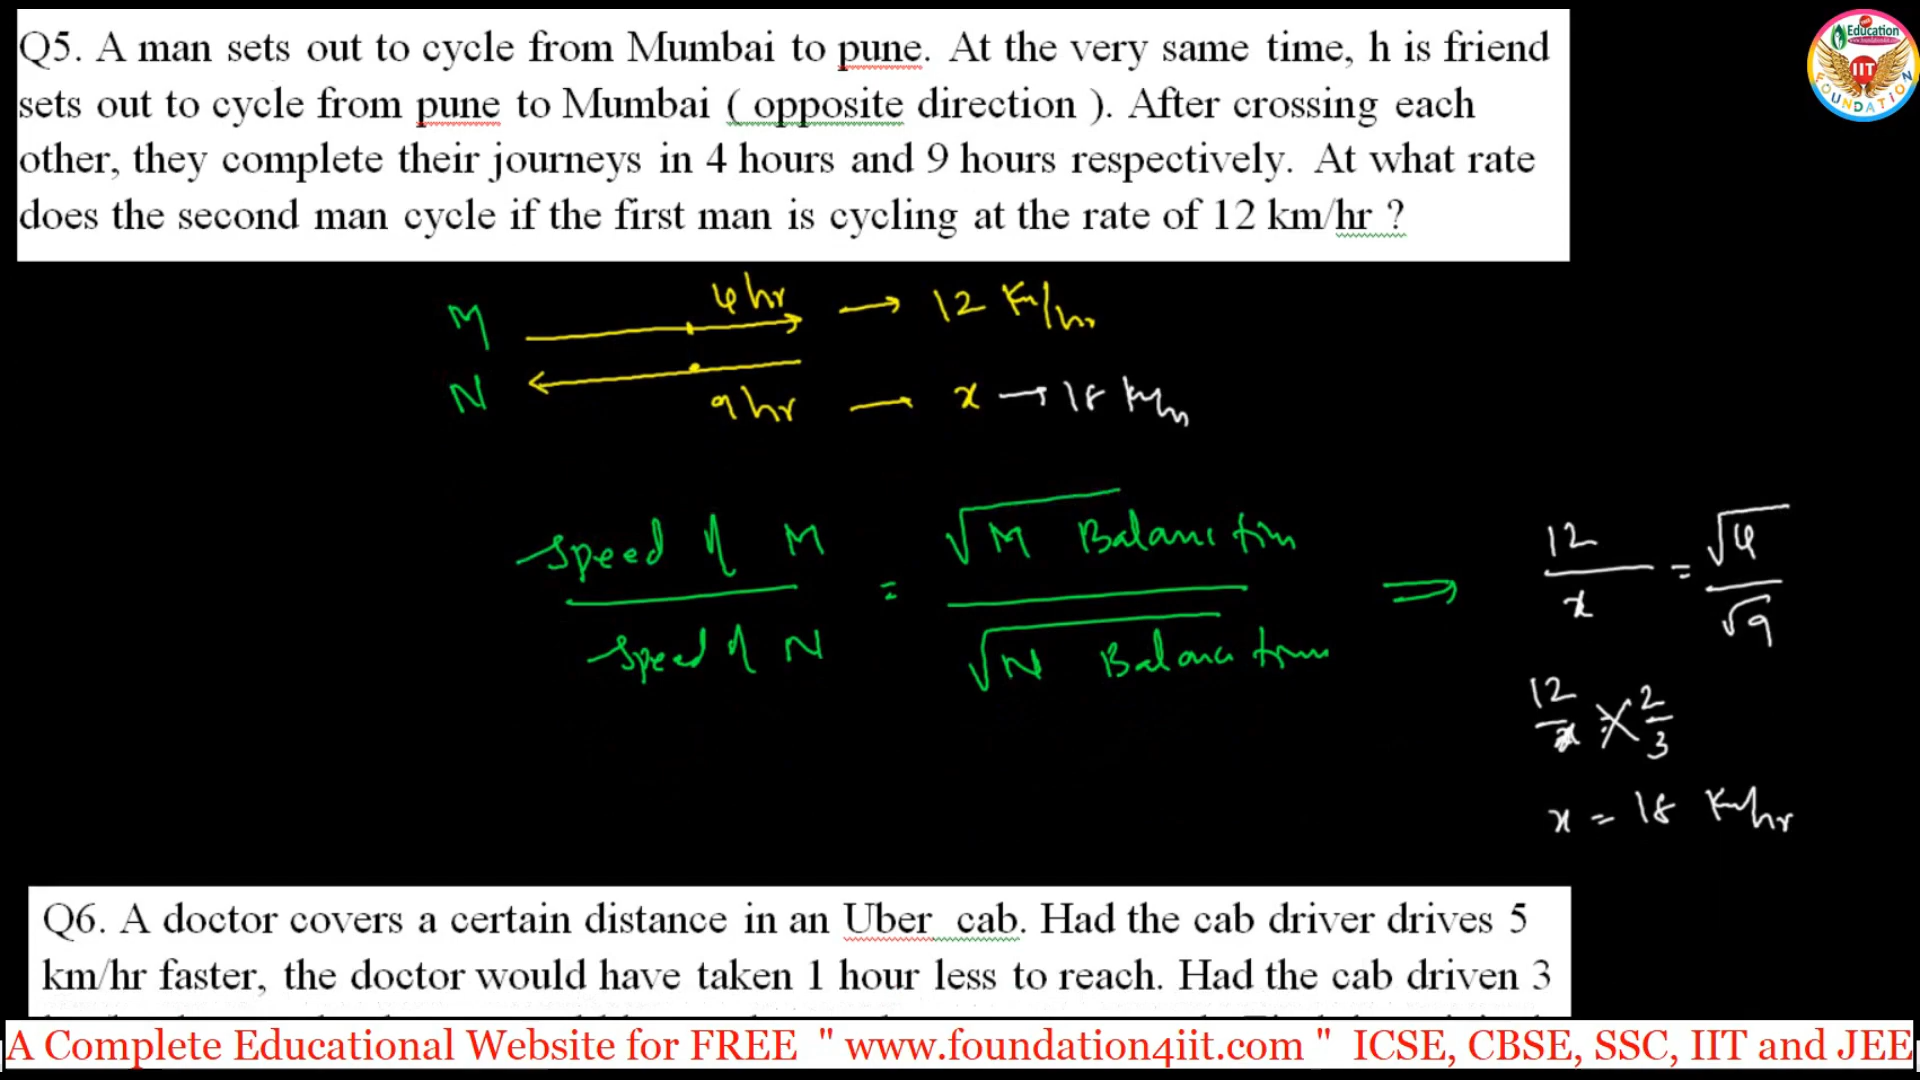 Q5. A man sets out to cycle from Mumbai to pune. At the very same time, h is friend
sets out to cycle from pune to Mumbai ( opposite direction ). After crossing each
other, they complete their journeys in 4 hours and 9 hours respectively. At what rate
does the second man cycle if the first man is cycling at the rate of 12 km/hr ?
Education
IIT
FOUNDATION
M 4 hr → 12 Km/hr
N 9 hr — x → 18 Km/hr
Speed of M = √M Balance time ⇒ 12 = √4
Speed of N √N Balance time x √9
12 2
x 3
x = 18 Km/hr
Q6. A doctor covers a certain distance in an Uber cab. Had the cab driver drives 5
km/hr faster, the doctor would have taken 1 hour less to reach. Had the cab driven 3
A Complete Educational Website for FREE " www.foundation4iit.com " ICSE, CBSE, SSC, IIT and JEE